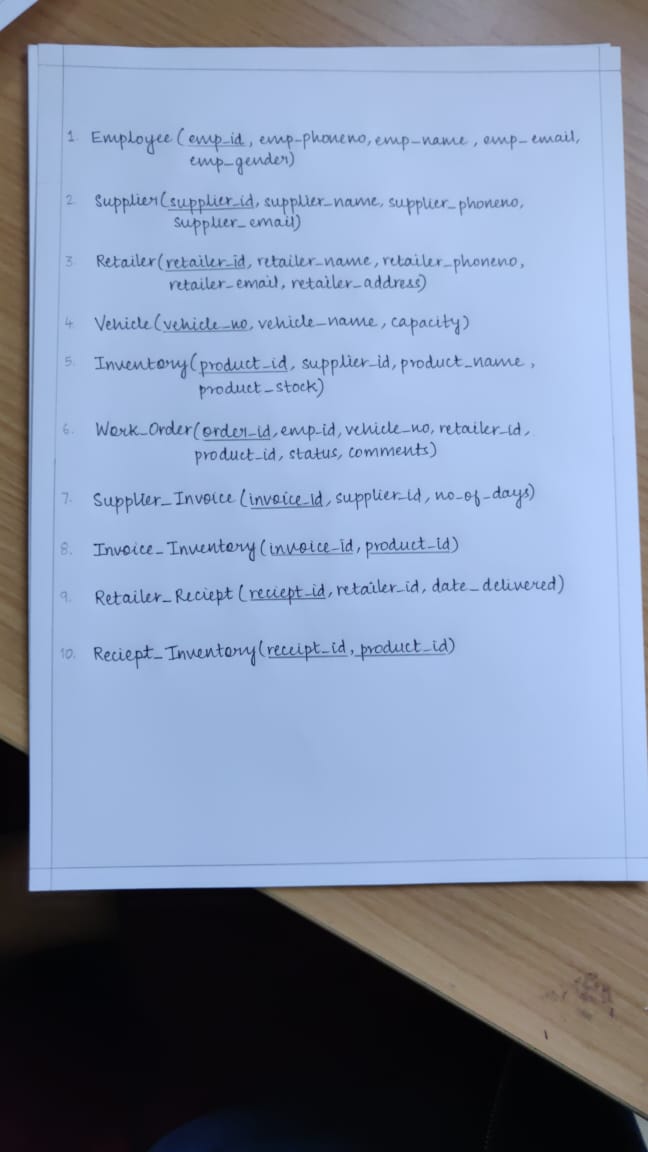 1. Employee (emp_id, emp_phoneno, emp_name, emp_email,
emp_gender)
2. Supplier (supplier_id, supplier_name, supplier_phoneno,
supplier_email)
3. Retailer (retailer_id, retailer_name, retailer_phoneno,
retailer_email, retailer_address)
4. Vehicle (vehicle_no, vehicle_name, capacity)
5. Inventory (product_id, supplier_id, product_name,
product_stock)
6. Work_Order (order_id, emp_id, vehicle_no, retailer_id,
product_id, status, comments)
7. Supplier_Invoice (invoice_id, supplier_id, no_of_days)
8. Invoice_Inventory (invoice_id, product_id)
9. Retailer_Reciept (reciept_id, retailer_id, date_delivered)
10. Reciept_Inventory (receipt_id, product_id)